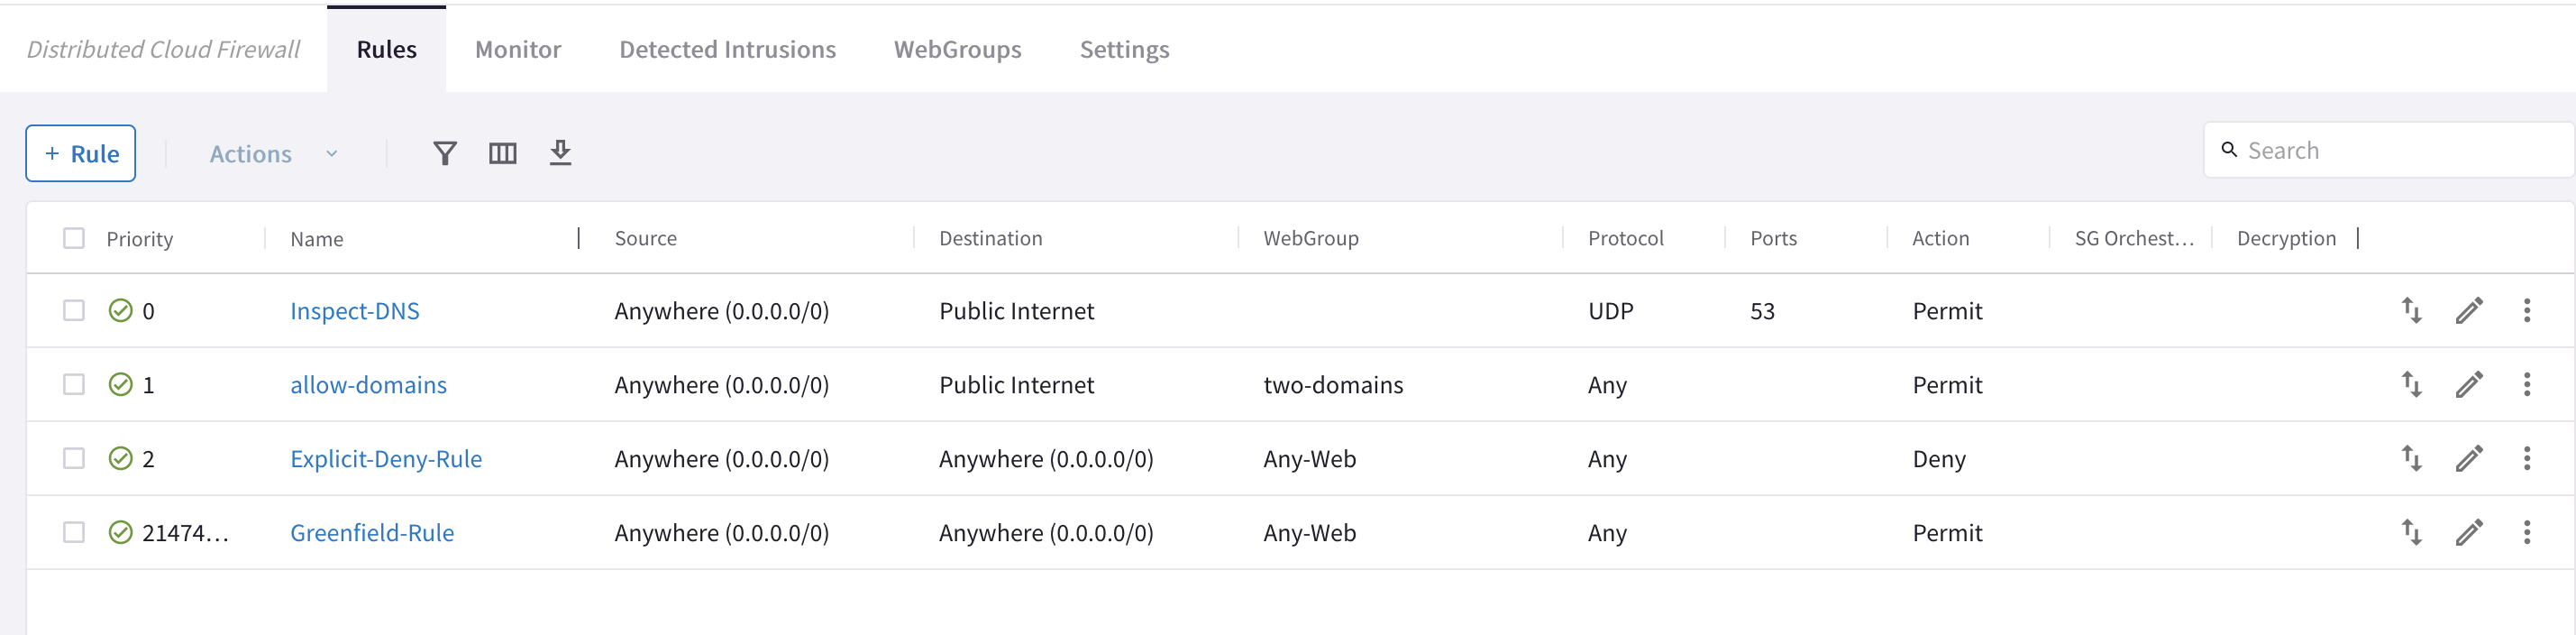 Distributed Cloud Firewall Rules Monitor Detected Intrusions WebGroups Settings
+ Rule Actions Search
Priority Name Source Destination WebGroup Protocol Ports Action SG Orchest... Decryption
0 Inspect-DNS Anywhere (0.0.0.0/0) Public Internet UDP 53 Permit
1 allow-domains Anywhere (0.0.0.0/0) Public Internet two-domains Any Permit
2 Explicit-Deny-Rule Anywhere (0.0.0.0/0) Anywhere (0.0.0.0/0) Any-Web Any Deny
21474... Greenfield-Rule Anywhere (0.0.0.0/0) Anywhere (0.0.0.0/0) Any-Web Any Permit